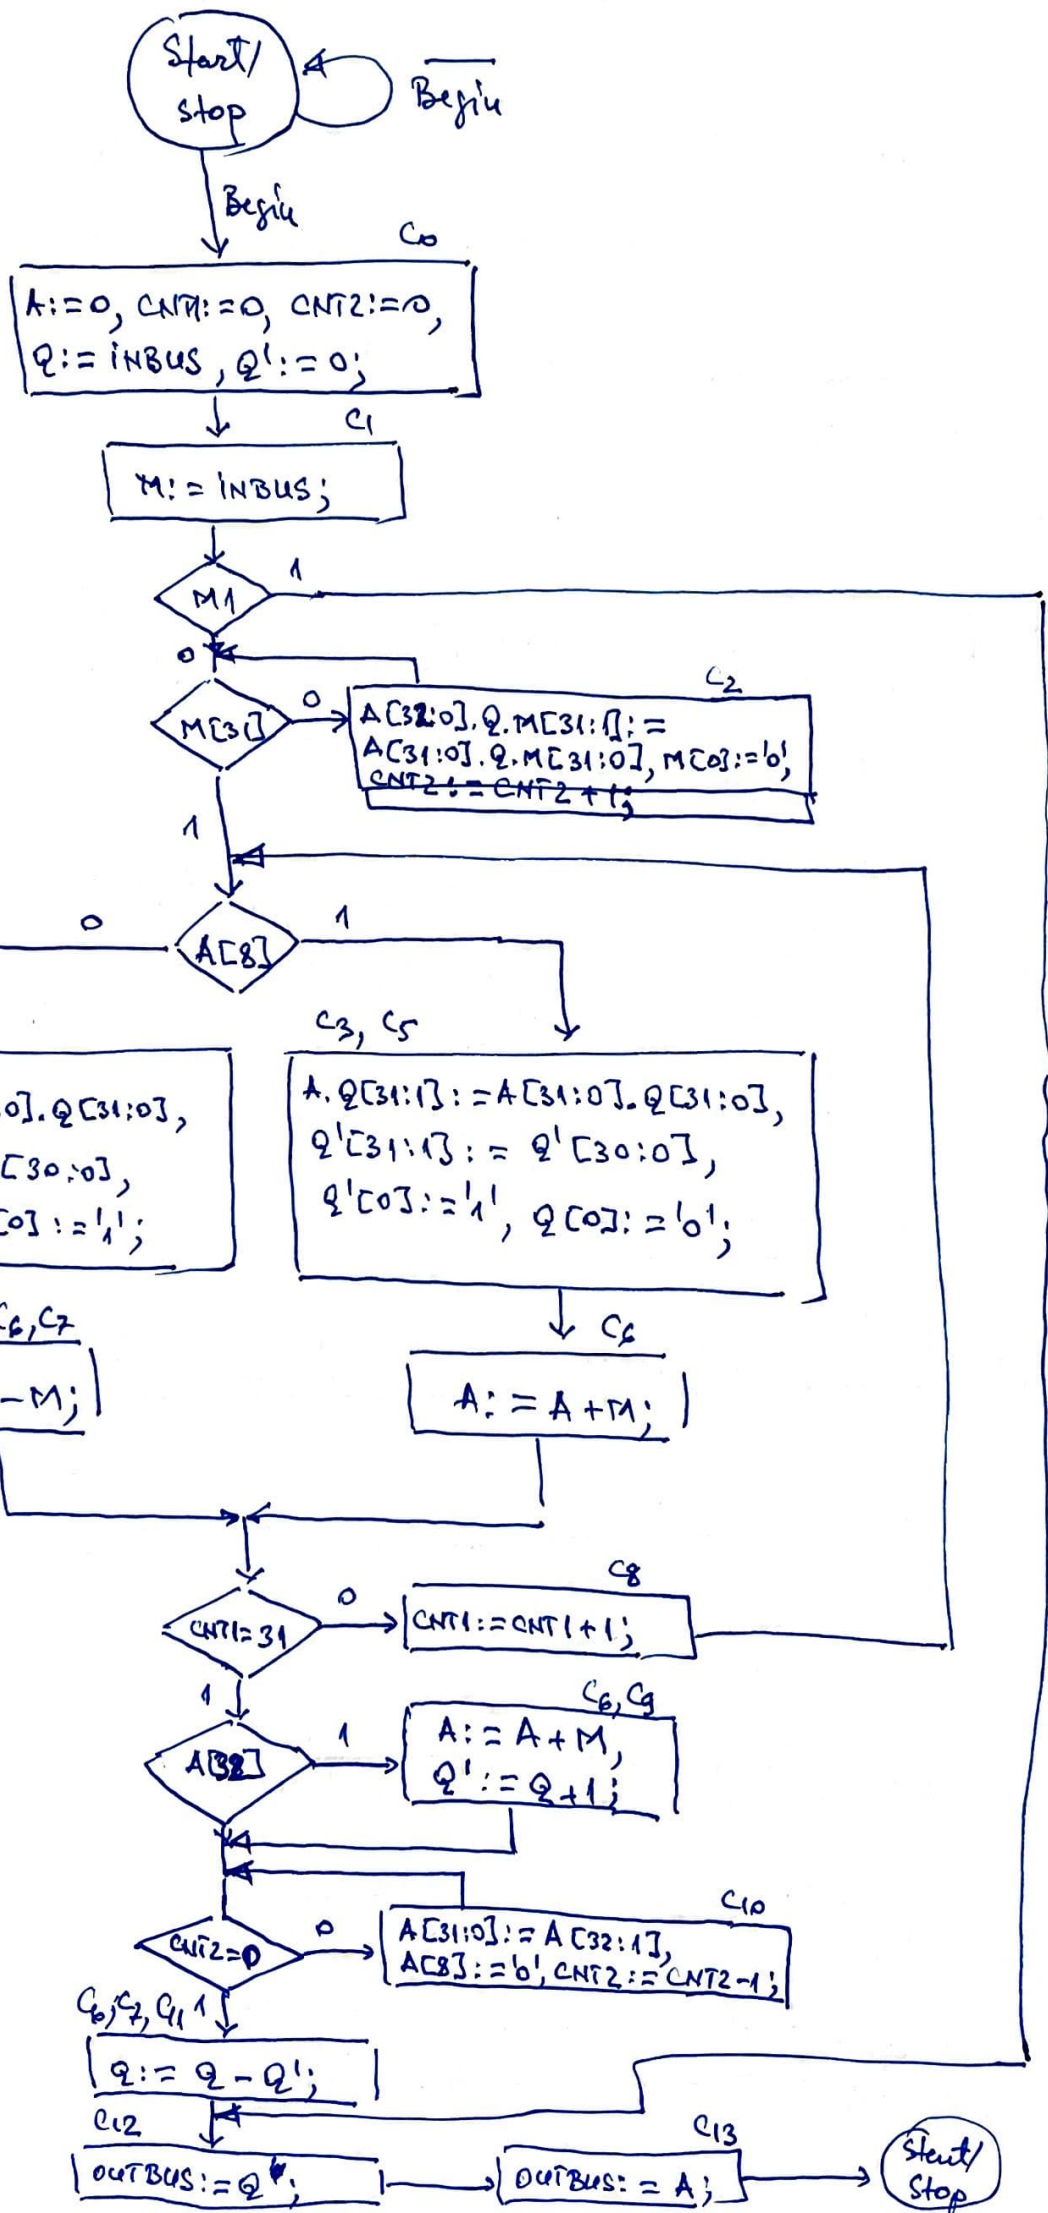 Start/
Stop
Begin
Begin
C0
A:=0, CNT1:=0, CNT2:=0,
Q:= INBUS, Q':=0;
C1
M:= INBUS;
M1
1
0
M[31]
0
C2
A[32:0].Q.M[31:1]:=
A[31:0].Q.M[31:0], M[0]:='0',
CNT2:=CNT2+1;
1
0
A[8]
1
0].Q[31:0],
[30:0],
[0]:='1';
C3, C5
A.Q[31:1]:=A[31:0].Q[31:0],
Q'[31:1]:= Q'[30:0],
Q'[0]:='1', Q[0]:='0';
C6, C7
-M;
C6
A:= A+M;
CNT1=31
0
C8
CNT1:=CNT1+1;
1
A[32]
1
C6, C9
A:= A+M,
Q':= Q+1;
CNT2=0
0
C10
A[31:0]:= A[32:1],
A[8]:='0', CNT2:=CNT2-1;
C6, C7, C11
1
Q:= Q-Q';
C12
OUTBUS:=Q;
C13
OUTBUS:= A;
Start/
Stop